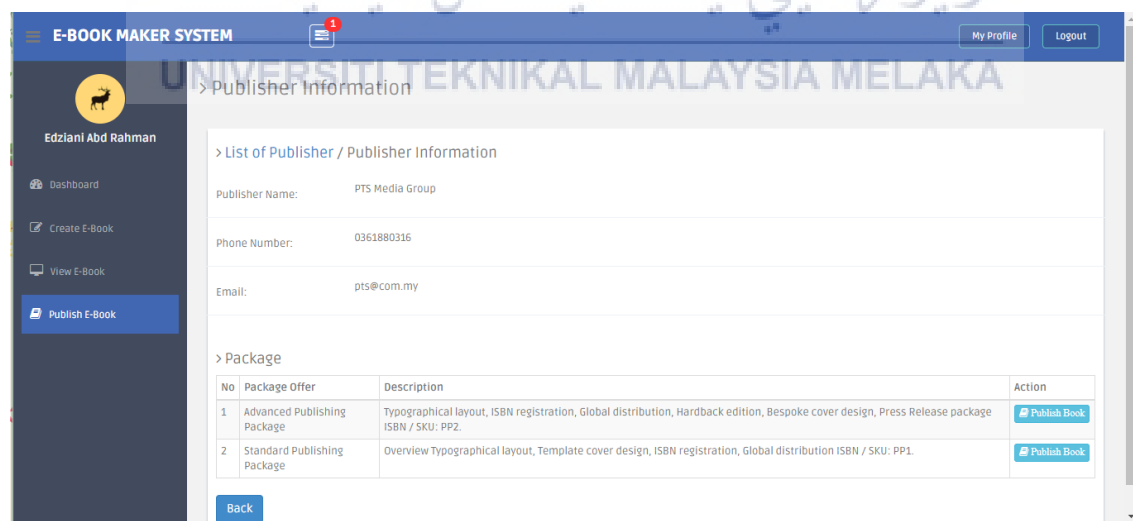 E-BOOK MAKER SYSTEM
1
My Profile
Logout
UNIVERSITI TEKNIKAL MALAYSIA MELAKA
> Publisher Information
Edziani Abd Rahman
Dashboard
Create E-Book
View E-Book
Publish E-Book
> List of Publisher / Publisher Information
Publisher Name: PTS Media Group
Phone Number: 0361880316
Email: pts@com.my
> Package
No Package Offer Description Action
1 Advanced Publishing Package Typographical layout, ISBN registration, Global distribution, Hardback edition, Bespoke cover design, Press Release package
ISBN / SKU: PP2. Publish Book
2 Standard Publishing Package Overview Typographical layout, Template cover design, ISBN registration, Global distribution ISBN / SKU: PP1. Publish Book
Back